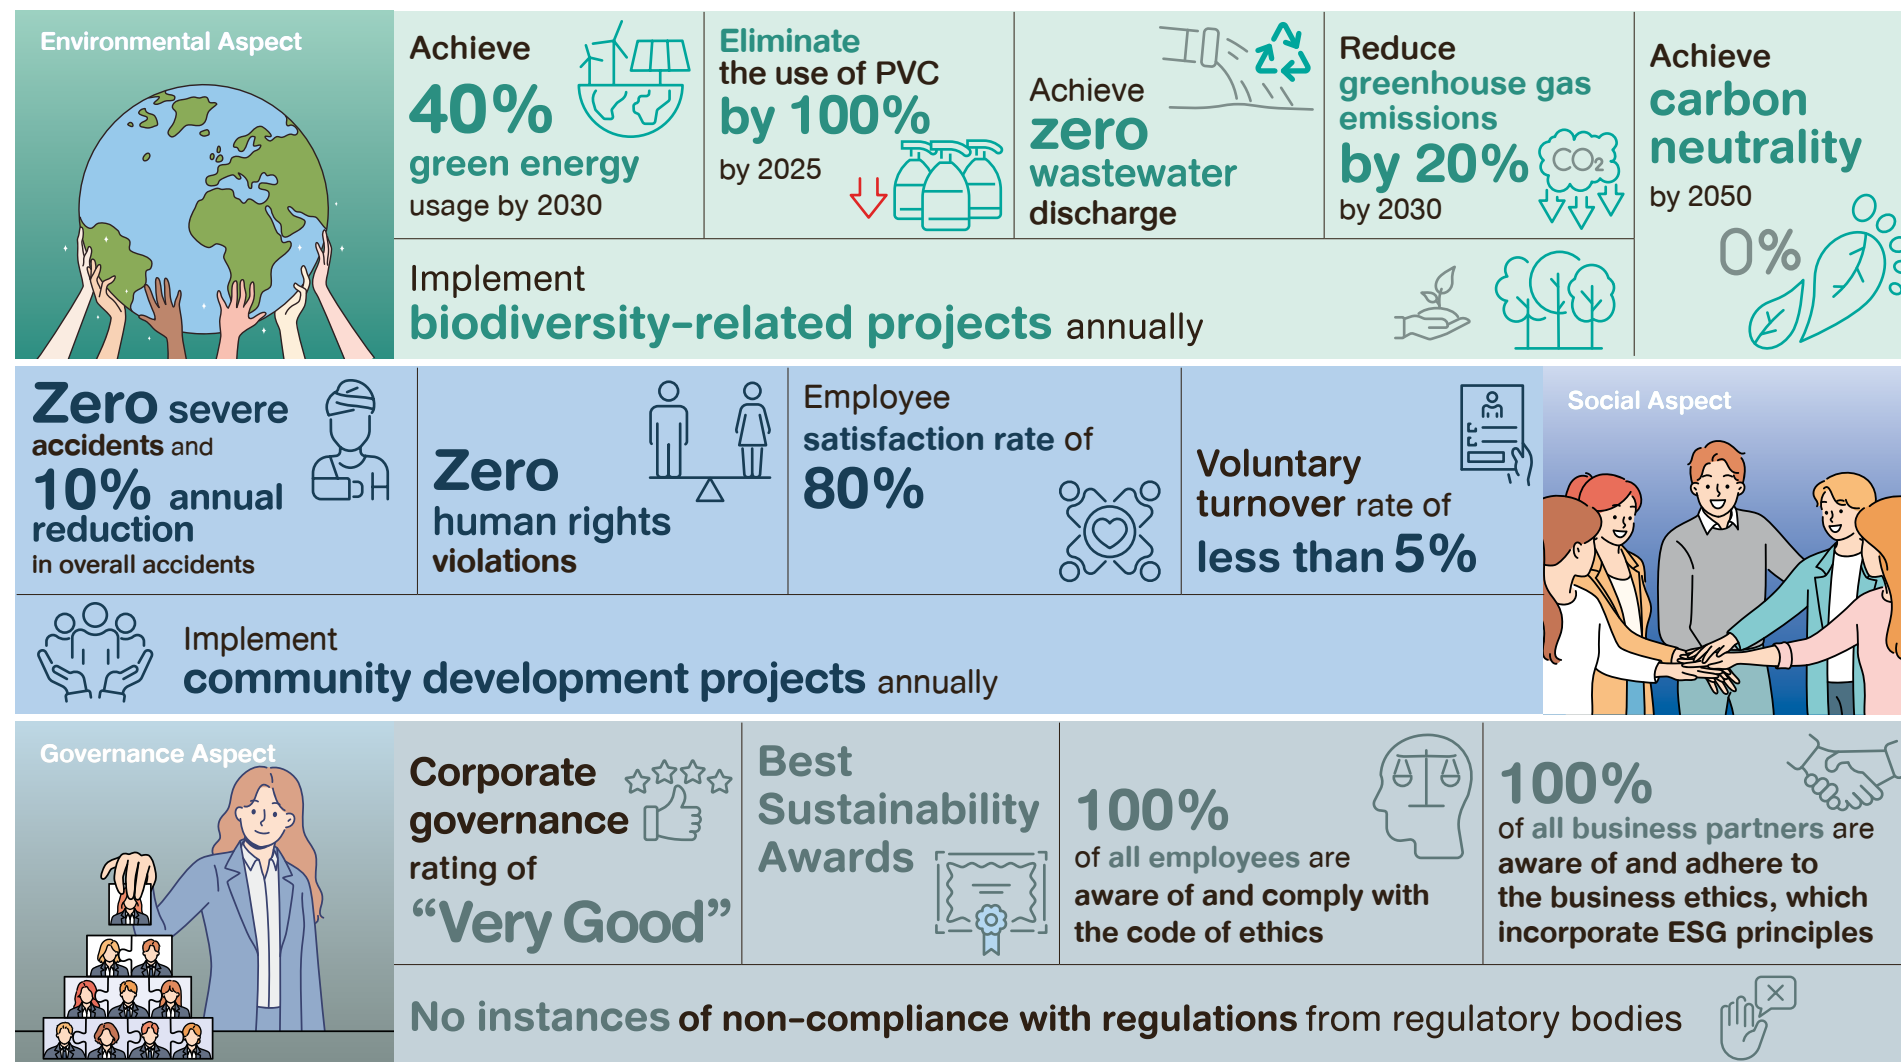 Environmental Aspect
Achieve
40%
green energy
usage by 2030
Eliminate
the use of PVC
by 100%
by 2025
Achieve
zero
wastewater
discharge
Reduce
greenhouse gas
emissions
by 20%
by 2030
CO₂
Achieve
carbon
neutrality
by 2050
0%
Implement
biodiversity-related projects annually
Zero severe
accidents and
10% annual
reduction
in overall accidents
Zero
human rights
violations
Employee
satisfaction rate of
80%
Voluntary
turnover rate of
less than 5%
Social Aspect
Implement
community development projects annually
Governance Aspect
Corporate
governance
rating of
“Very Good”
Best
Sustainability
Awards
100%
of all employees are
aware of and comply with
the code of ethics
100%
of all business partners are
aware of and adhere to
the business ethics, which
incorporate ESG principles
No instances of non-compliance with regulations from regulatory bodies